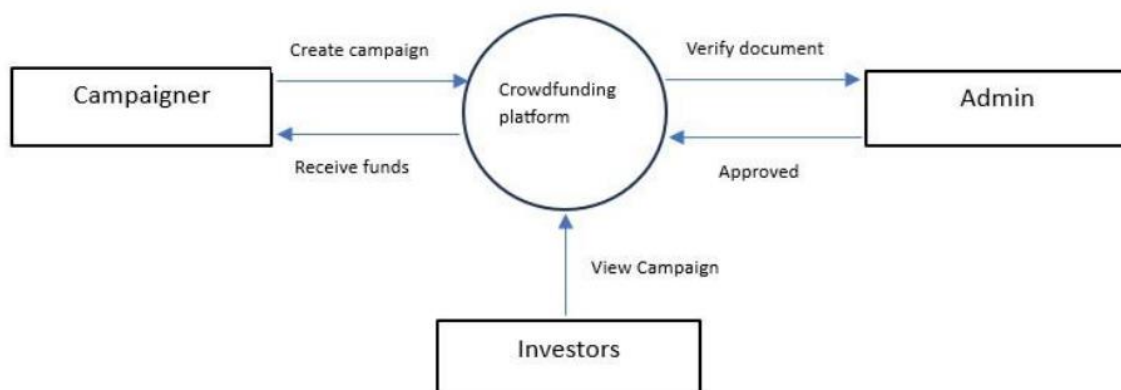 Create campaign
Verify document
Campaigner
Crowdfunding
platform
Admin
Receive funds
Approved
View Campaign
Investors